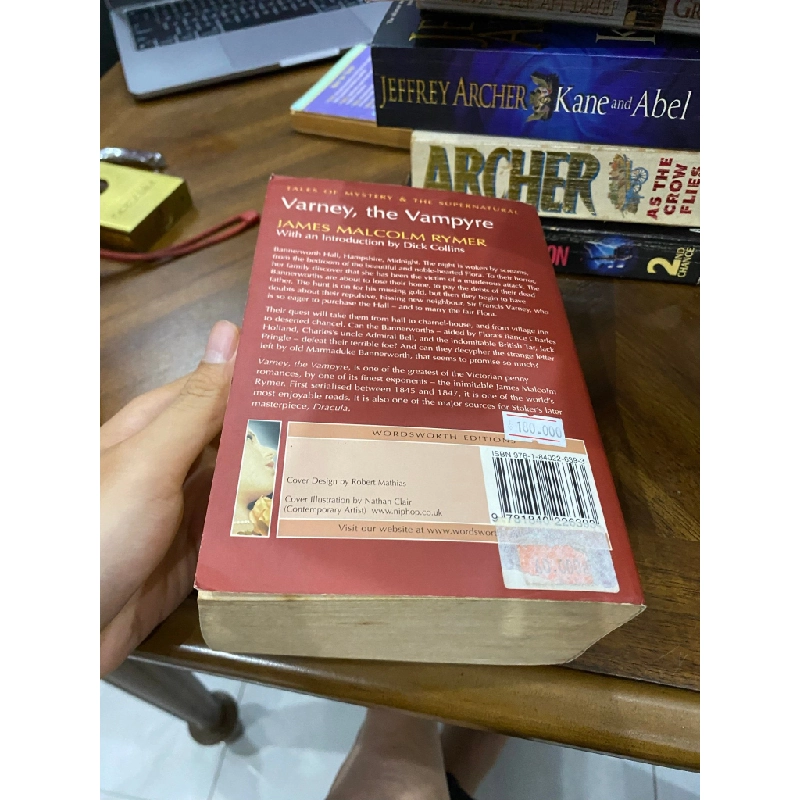 JEFFREY ARCHER Kane and Abel
ARCHER
AS THE
CROW
FLIES
2ND
CHANCE
TALES OF MYSTERY & THE SUPERNATURAL
Varney, the Vampyre
JAMES MALCOLM RYMER
With an Introduction by Dick Collins
Bannerworth Hall, Hampshire, Midnight. The night is woken by screams,
from the bedroom of the beautiful and noble-hearted Flora. To their horror,
her family discover that she has been the victim of a murderous attack. The
Bannerworths are about to lose their home, to pay the debts of their dead
father. The hunt is on for his missing gold, but then they begin to have
doubts about their repulsive, hissing new neighbour, Sir Francis Varney, who
is so eager to purchase the Hall – and to marry the fair Flora.
Their quest will take them from hall to charnel-house, and from village inn
to deserted chapel. Can the Bannerworths – aided by Flora's fiancé Charles
Holland, Charles's uncle Admiral Bell, and the indomitable British Tar, Jack
Pringle – defeat their terrible foe? And can they decypher the strange letter
left by old Marmaduke Bannerworth, that seems to promise so much?
Varney, the Vampyre, is one of the greatest of the Victorian penny
romances, by one of its finest exponents – the inimitable James Malcolm
Rymer. First serialised between 1845 and 1847, it is one of the world's
most enjoyable reads. It is also one of the major sources for Stoker's later
masterpiece, Dracula.
160.000
WORDSWORTH EDITIONS
ISBN 978-1-84022-639-3
Cover Design by Robert Mathias
Cover Illustration by Nathan Clair
(Contemporary Artist) www.niphoo.co.uk
Visit our website at www.wordswor